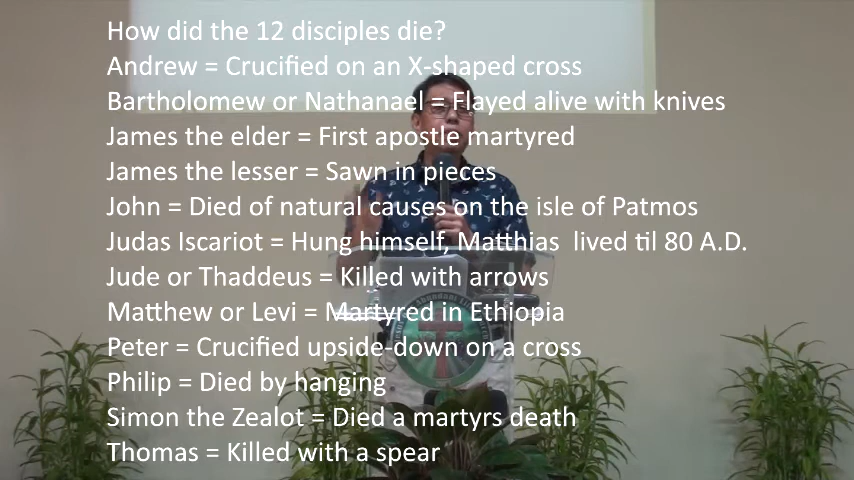 How did the 12 disciples die?
Andrew = Crucified on an X-shaped cross
Bartholomew or Nathanael = Flayed alive with knives
James the elder = First apostle martyred
James the lesser = Sawn in pieces
John = Died of natural causes on the isle of Patmos
Judas Iscariot = Hung himself, Matthias lived til 80 A.D.
Jude or Thaddeus = Killed with arrows
Matthew or Levi = Martyred in Ethiopia
Peter = Crucified upside-down on a cross
Philip = Died by hanging
Simon the Zealot = Died a martyrs death
Thomas = Killed with a spear